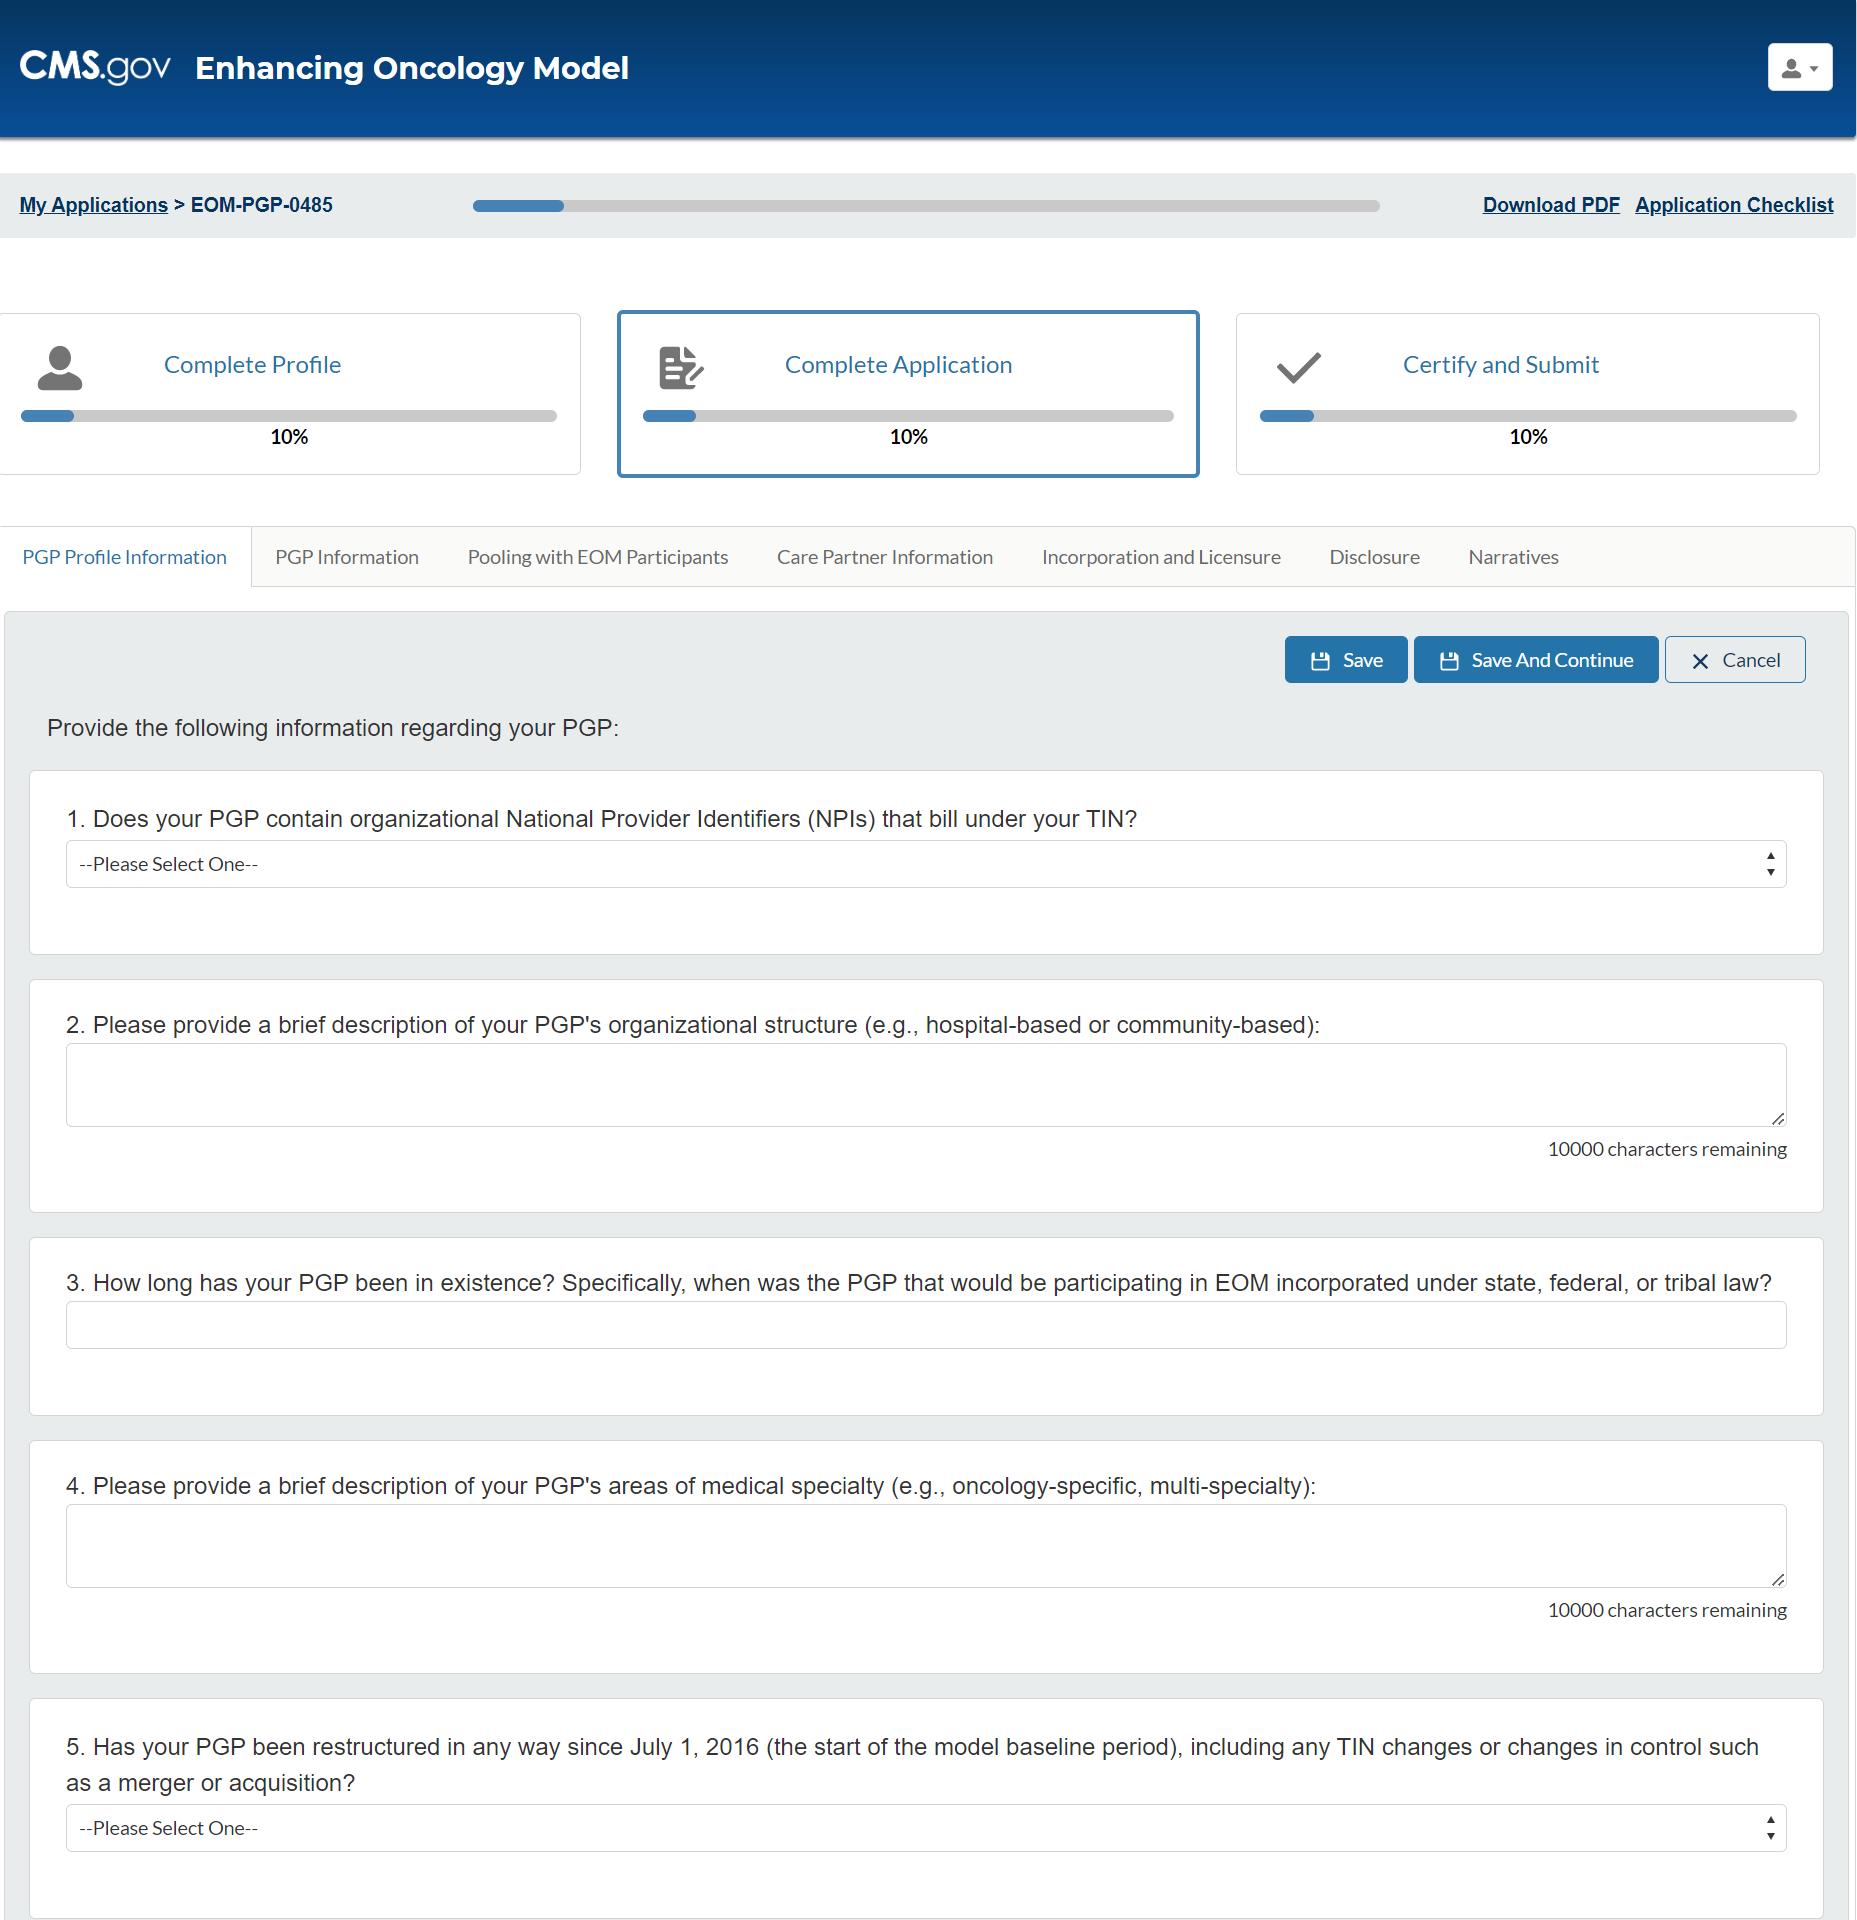 CMS.gov Enhancing Oncology Model
My Applications > EOM-PGP-0485
Download PDF Application Checklist
Complete Profile
10%
Complete Application
10%
Certify and Submit
10%
PGP Profile Information PGP Information Pooling with EOM Participants Care Partner Information Incorporation and Licensure Disclosure Narratives
Save Save And Continue Cancel
Provide the following information regarding your PGP:
1. Does your PGP contain organizational National Provider Identifiers (NPIs) that bill under your TIN?
--Please Select One--
2. Please provide a brief description of your PGP's organizational structure (e.g., hospital-based or community-based):
10000 characters remaining
3. How long has your PGP been in existence? Specifically, when was the PGP that would be participating in EOM incorporated under state, federal, or tribal law?
4. Please provide a brief description of your PGP's areas of medical specialty (e.g., oncology-specific, multi-specialty):
10000 characters remaining
5. Has your PGP been restructured in any way since July 1, 2016 (the start of the model baseline period), including any TIN changes or changes in control such
as a merger or acquisition?
--Please Select One--